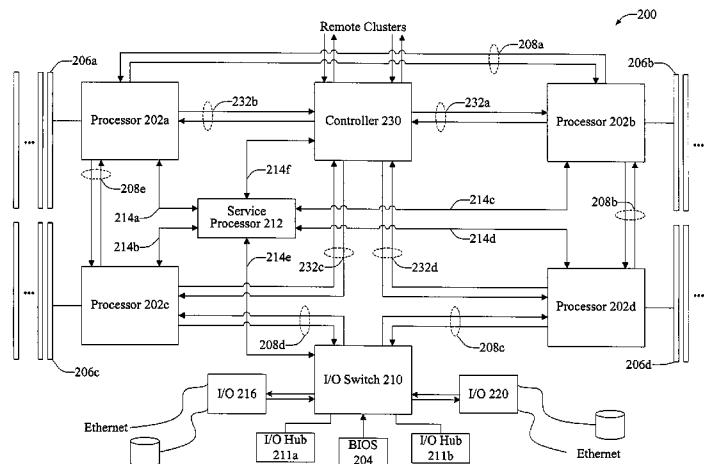 200
Remote Clusters
208a
206a
206b
232b
232a
Processor 202a
Controller 230
Processor 202b
...
...
214f
208e
214a
Service
Processor 212
214c
208b
214b
214d
214e
232c
232d
...
...
Processor 202c
Processor 202d
208d
208c
206c
206d
I/O Switch 210
I/O 216
I/O 220
Ethernet
I/O Hub
211a
BIOS
204
I/O Hub
211b
Ethernet